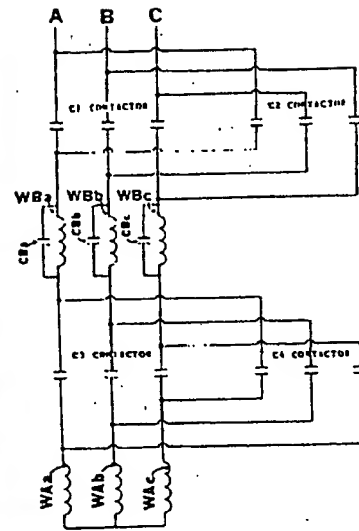 A B C
C1 CONTACTOR C2 CONTACTOR
WBa WBb WBc
CBa CBb CBc
C3 CONTACTOR C4 CONTACTOR
WAa WAb WAc